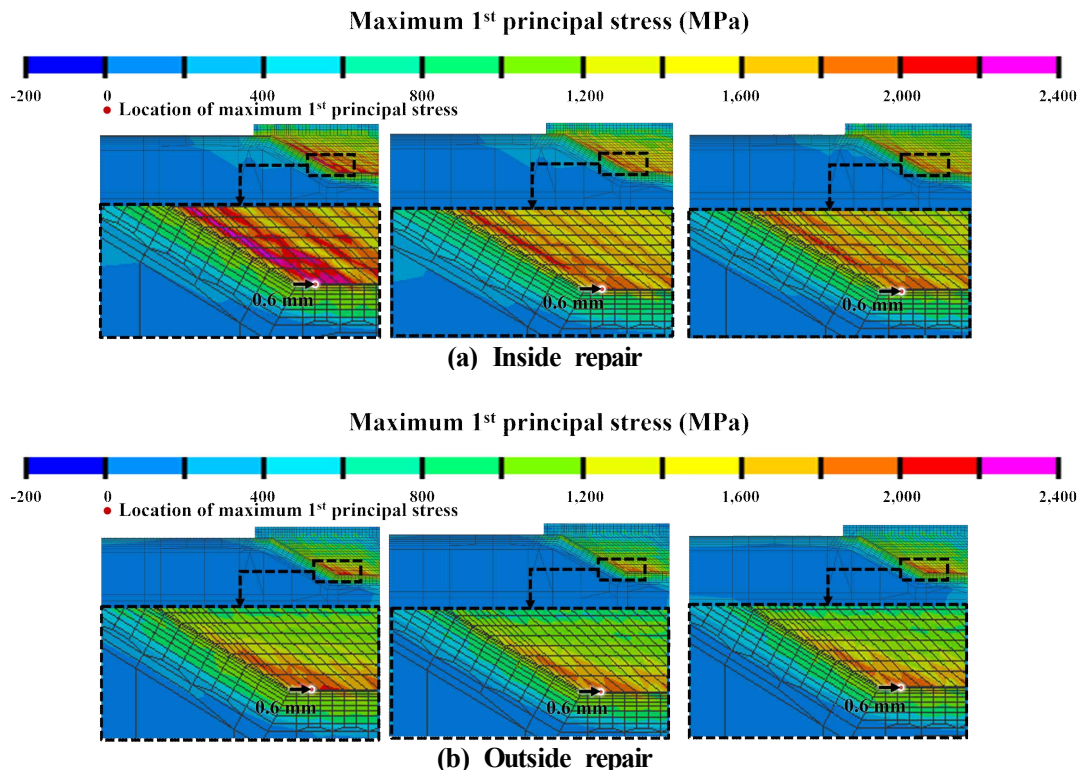 Maximum 1st principal stress (MPa)
-200 0 400 800 1,200 1,600 2,000 2,400
● Location of maximum 1st principal stress
0.6 mm 0.6 mm 0.6 mm
(a) Inside repair
Maximum 1st principal stress (MPa)
-200 0 400 800 1,200 1,600 2,000 2,400
● Location of maximum 1st principal stress
0.6 mm 0.6 mm 0.6 mm
(b) Outside repair